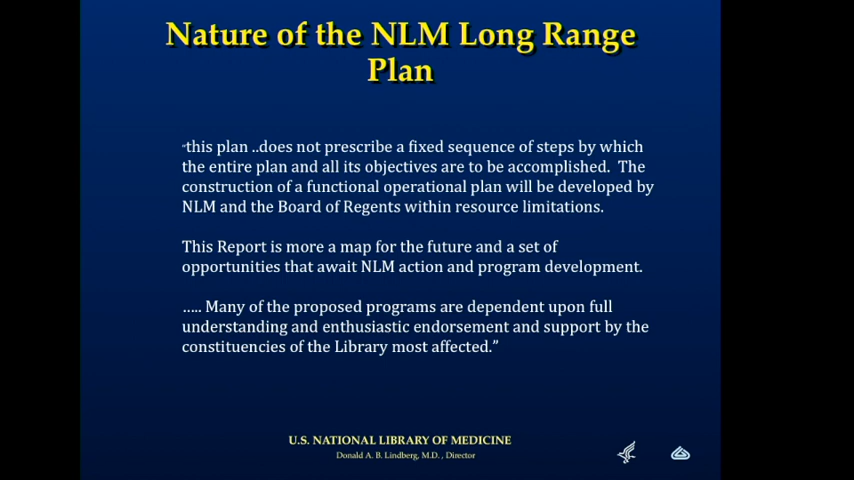 Nature of the NLM Long Range
Plan
"this plan ..does not prescribe a fixed sequence of steps by which
the entire plan and all its objectives are to be accomplished. The
construction of a functional operational plan will be developed by
NLM and the Board of Regents within resource limitations.
This Report is more a map for the future and a set of
opportunities that await NLM action and program development.
….. Many of the proposed programs are dependent upon full
understanding and enthusiastic endorsement and support by the
constituencies of the Library most affected.”
U.S. NATIONAL LIBRARY OF MEDICINE
Donald A. B. Lindberg, M.D. , Director